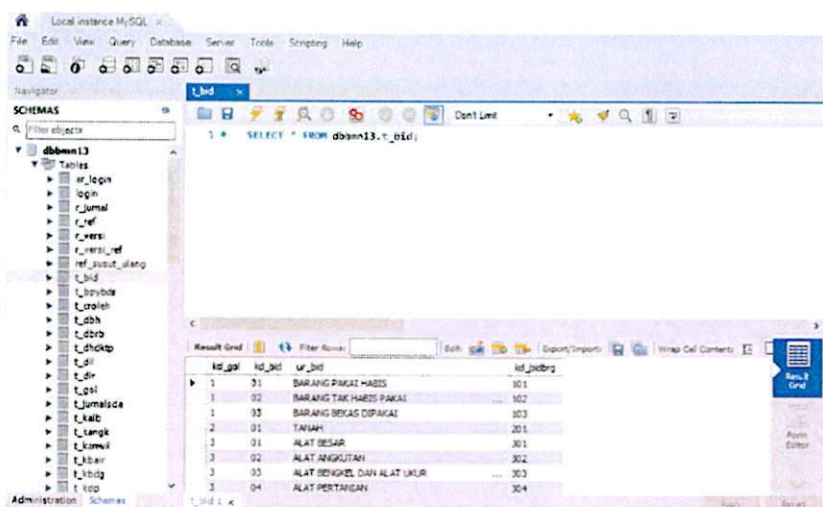 Local instance MySQL
File Edit View Query Database Server Tools Scripting Help
Navigator
SCHEMAS
Filter objects
dbbmn13
Tables
ar_login
login
r_jurnal
r_ref
r_versi
r_versi_ref
ref_susut_ulang
t_bid
t_bpybds
t_croleh
t_dbh
t_dbrb
t_dhdktp
t_dil
t_dir
t_gol
t_jurnalsda
t_kalb
t_tangk
t_kanwil
t_kbair
t_kbdg
t_kdp
Administration Schemas
t_bid
Don't Limit
1 SELECT * FROM dbbmn13.t_bid;
Result Grid Filter Rows: Edit: Export/Import: Wrap Cell Content:
kd_gol kd_bid ur_bid kd_bidbrg
1 01 BARANG PAKAI HABIS 101
1 02 BARANG TAK HABIS PAKAI ... 102
1 03 BARANG BEKAS DIPAKAI 103
2 01 TANAH 201
3 01 ALAT BESAR 301
3 02 ALAT ANGKUTAN 302
3 03 ALAT BENGKEL DAN ALAT UKUR ... 303
3 04 ALAT PERTANIAN 304
Result Grid
Form Editor
t_bid 1
Apply Revert